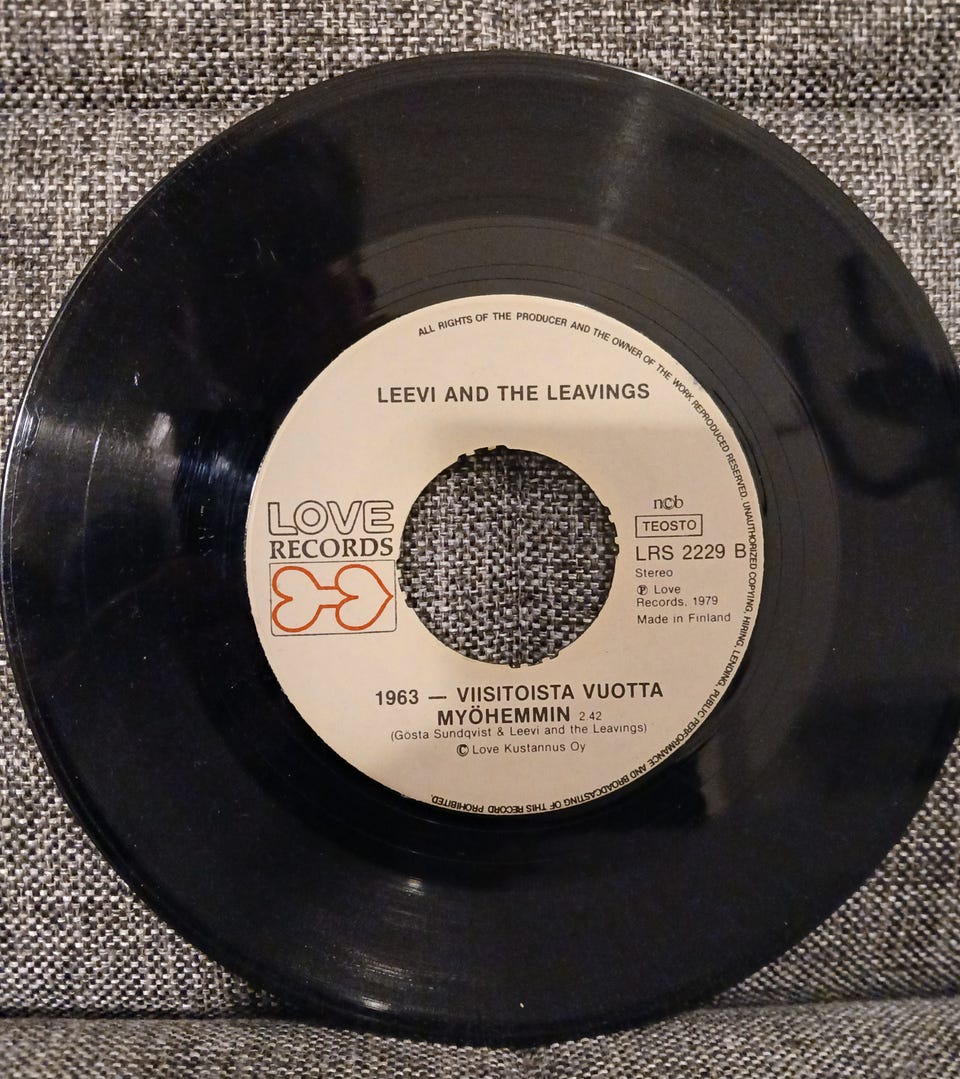 ALL RIGHTS OF THE PRODUCER AND THE OWNER OF THE WORK REPRODUCED RESERVED. UNAUTHORIZED COPYING, HIRING, LENDING, PUBLIC PERFORMANCE AND BROADCASTING OF THIS RECORD PROHIBITED.
LEEVI AND THE LEAVINGS
LOVE
RECORDS
ncb
TEOSTO
LRS 2229 B
Stereo
℗ Love
Records, 1979
Made in Finland
1963 — VIISITOISTA VUOTTA
MYÖHEMMIN 2.42
(Gösta Sundqvist & Leevi and the Leavings)
© Love Kustannus Oy